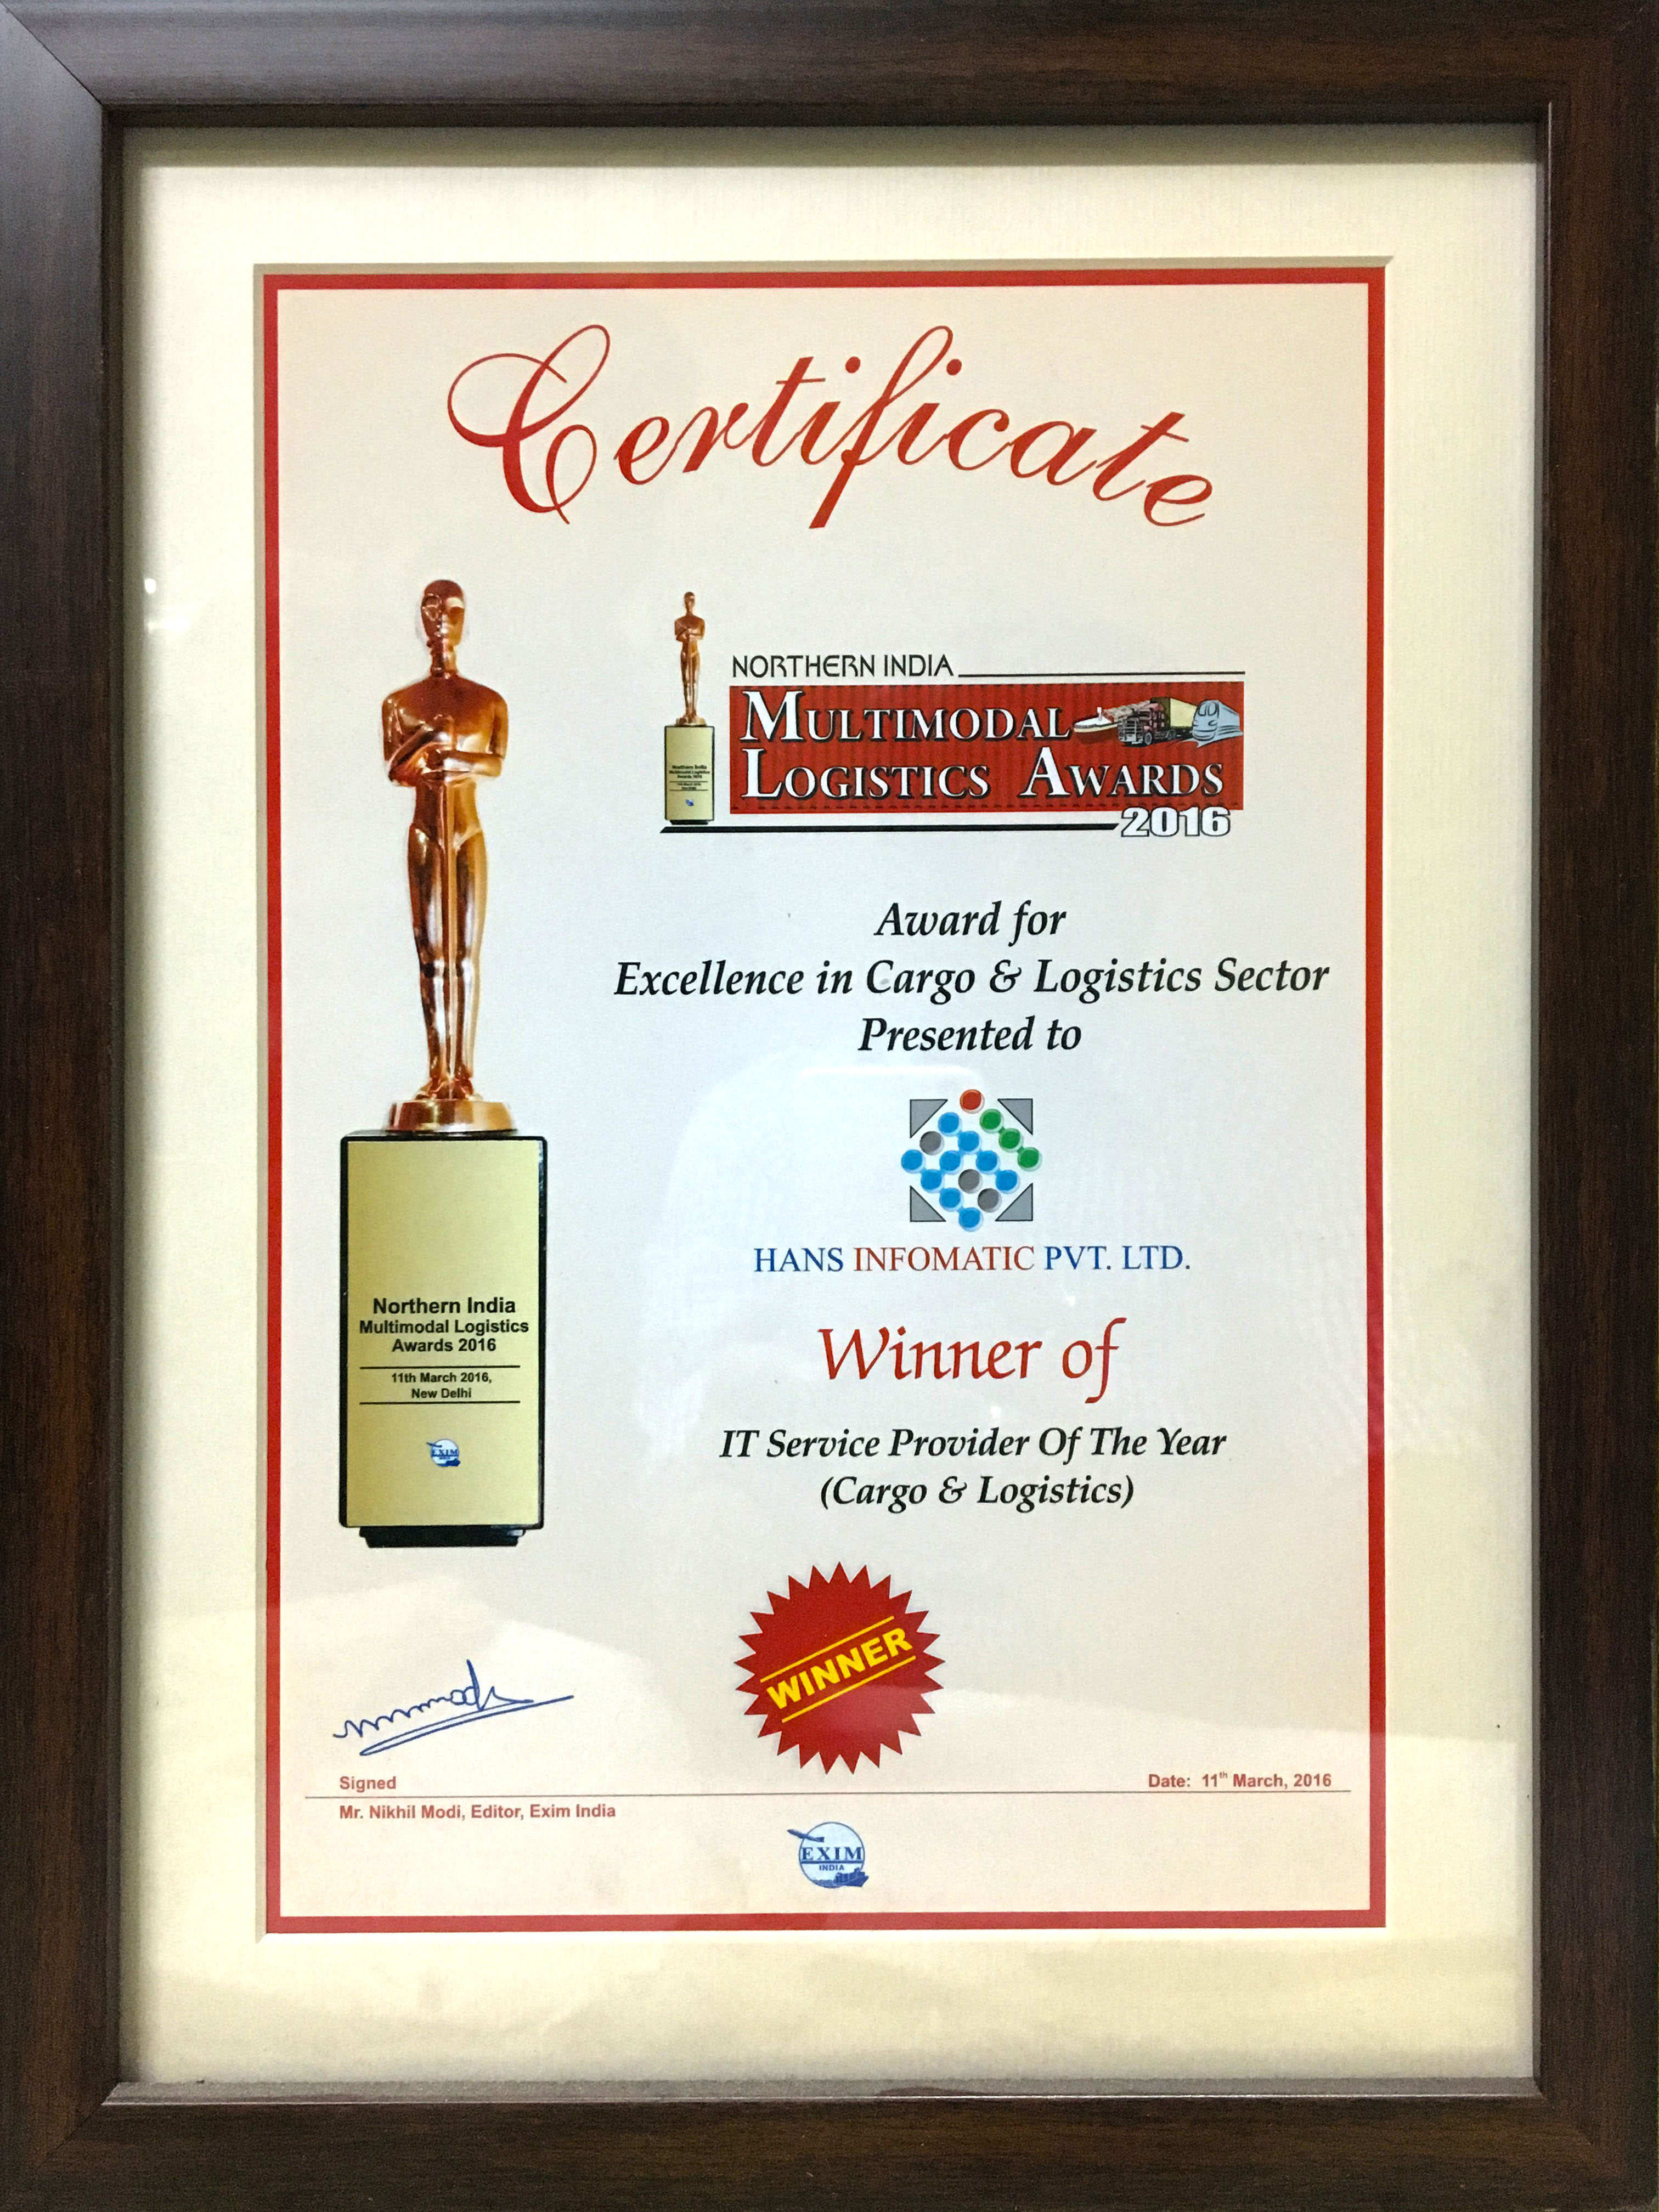 Certificate
NORTHERN INDIA
MULTIMODAL
LOGISTICS AWARDS
2016
Award for
Excellence in Cargo & Logistics Sector
Presented to
HANS INFOMATIC PVT. LTD.
Winner of
IT Service Provider Of The Year
(Cargo & Logistics)
Northern India
Multimodal Logistics
Awards 2016
11th March 2016,
New Delhi
EXIM
WINNER
Signed
Date: 11th March, 2016
Mr. Nikhil Modi, Editor, Exim India
EXIM
INDIA